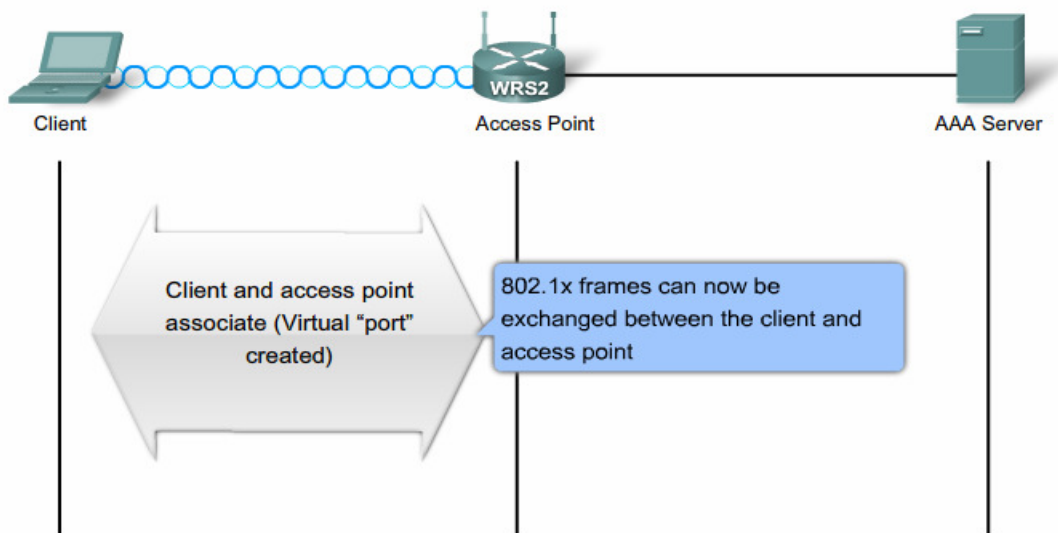 WRS2
Client
Access Point
AAA Server
Client and access point
associate (Virtual “port”
created)
802.1x frames can now be
exchanged between the client and
access point